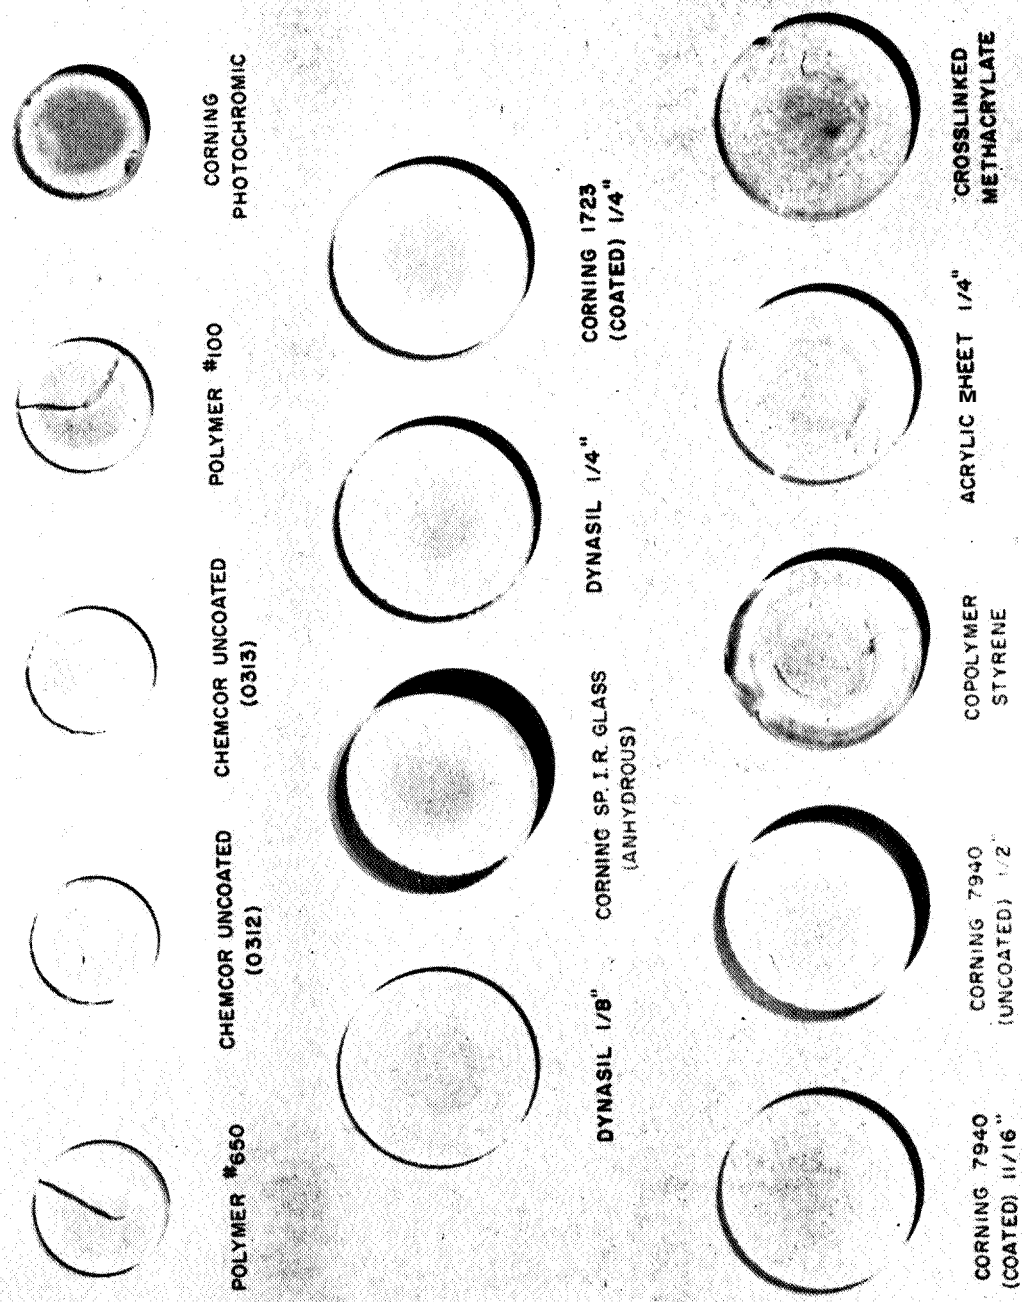 POLYMER #650
CHEMCOR UNCOATED
(0312)
CHEMCOR UNCOATED
(0313)
POLYMER #100
CORNING
PHOTOCHROMIC
DYNASIL 1/8"
CORNING SP. I.R. GLASS
(ANHYDROUS)
DYNASIL 1/4"
CORNING 1723
(COATED) 1/4"
CORNING 7940
(COATED) 11/16"
CORNING 7940
(UNCOATED) 1/2"
COPOLYMER
STYRENE
ACRYLIC SHEET 1/4"
CROSSLINKED
METHACRYLATE